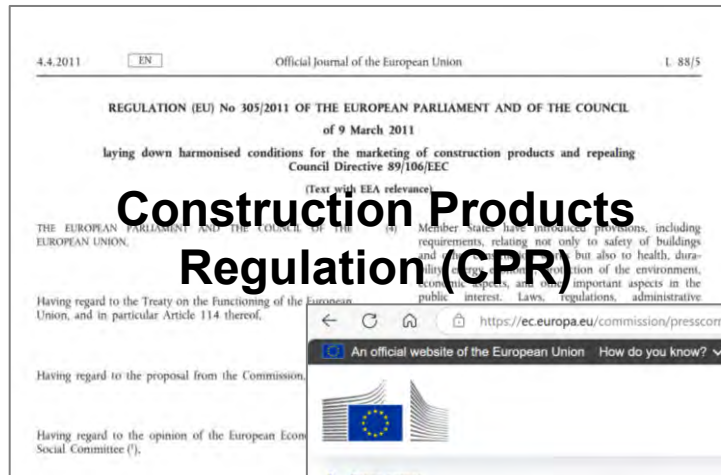 4.4.2011 EN Official Journal of the European Union L 88/5
REGULATION (EU) No 305/2011 OF THE EUROPEAN PARLIAMENT AND OF THE COUNCIL
of 9 March 2011
laying down harmonised conditions for the marketing of construction products and repealing
Council Directive 89/106/EEC
(Text with EEA relevance)
Construction Products
Regulation (CPR)
THE EUROPEAN PARLIAMENT AND THE COUNCIL OF THE
EUROPEAN UNION,
Having regard to the Treaty on the Functioning of the European
Union, and in particular Article 114 thereof,
Having regard to the proposal from the Commission,
Having regard to the opinion of the European Econ
Social Committee (¹),
(4) Member States have introduced provisions, including
requirements, relating not only to safety of buildings
and but also to health, dura-
protection of the environment,
economic aspects, and other important aspects in the
public interest. Laws, regulations, administrative
https://ec.europa.eu/commission/presscorn
An official website of the European Union How do you know?